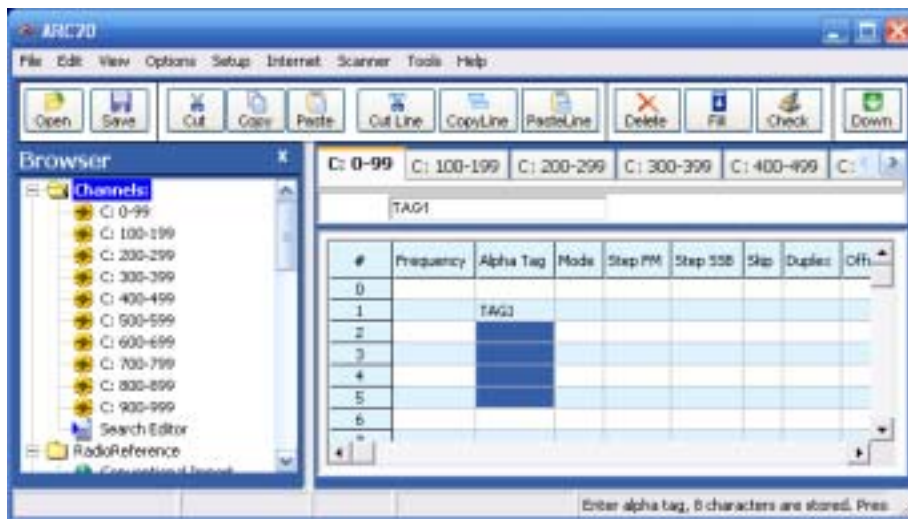 ARC20
File Edit View Options Setup Internet Scanner Tools Help
Open Save Cut Copy Paste Cut Line CopyLine PasteLine Delete Fill Check Down
Browser x
Channels:
C: 0-99
C: 100-199
C: 200-299
C: 300-399
C: 400-499
C: 500-599
C: 600-699
C: 700-799
C: 800-899
C: 900-999
Search Editor
RadioReference
Conventional Import
C: 0-99 C: 100-199 C: 200-299 C: 300-399 C: 400-499 C:
TAG1
# Frequency Alpha Tag Mode Step FM Step SSB Skip Duplex Offs
0
1 TAG1
2
3
4
5
6
Enter alpha tag, 8 characters are stored. Press